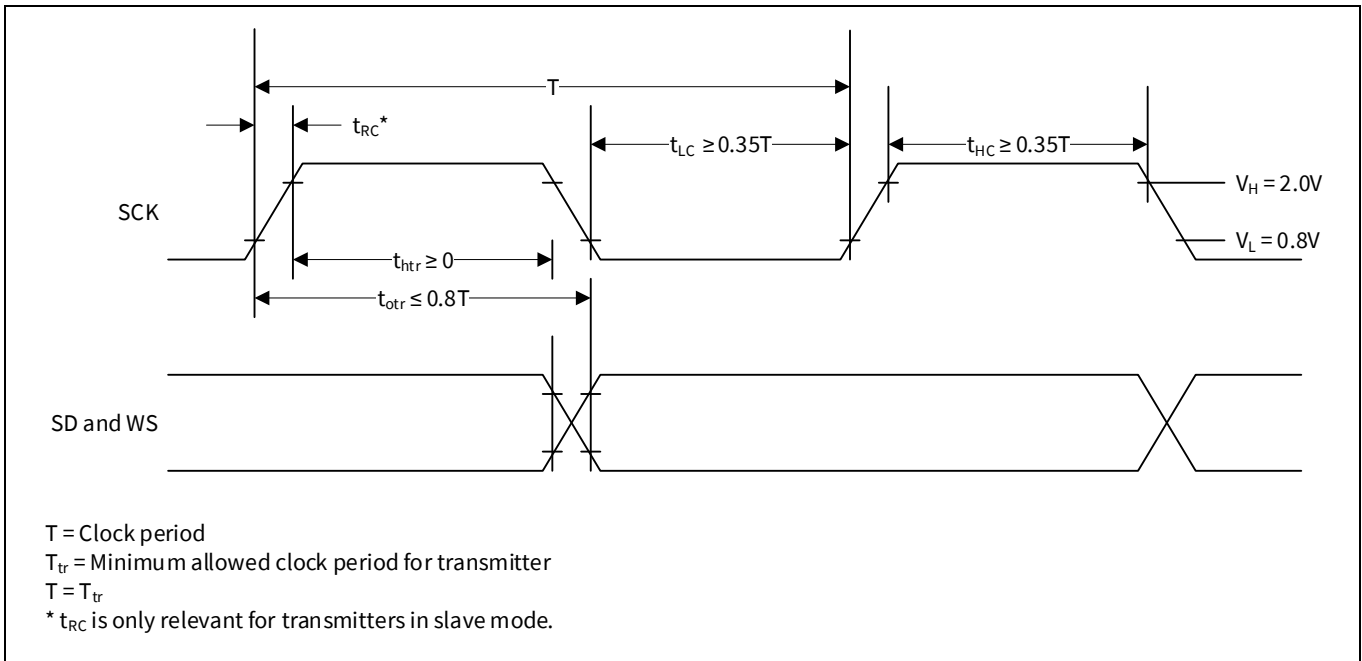 T
tRC*
tLC ≥ 0.35T
tHC ≥ 0.35T
VH = 2.0V
SCK
VL = 0.8V
thtr ≥ 0
totr ≤ 0.8T
SD and WS
T = Clock period
Ttr = Minimum allowed clock period for transmitter
T = Ttr
* tRC is only relevant for transmitters in slave mode.